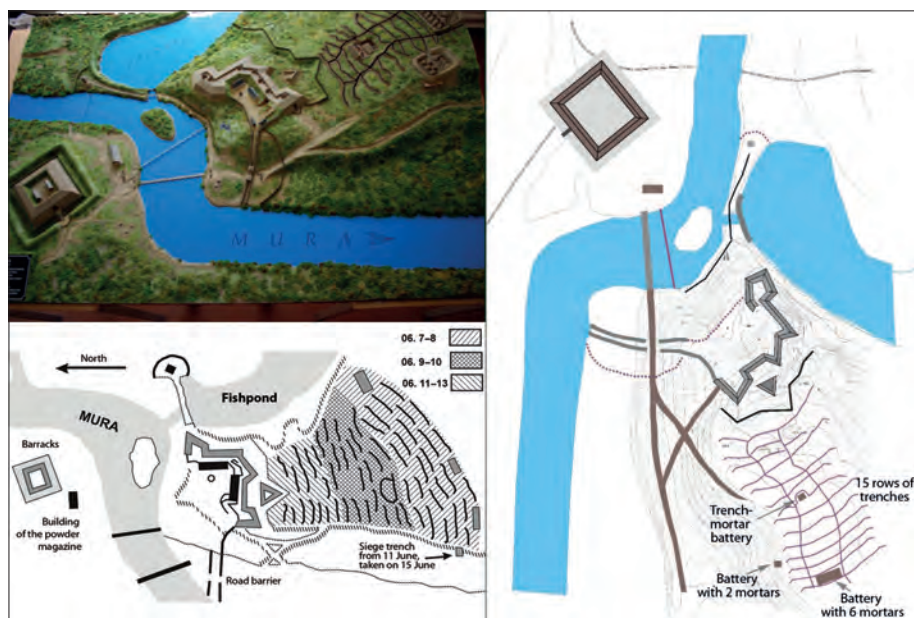 M U R A
06. 7–8
06. 9–10
06. 11–13
North
Fishpond
MURA
Barracks
Building
of the powder
magazine
Road barrier
Siege trench
from 11 June,
taken on 15 June
15 rows of
trenches
Trench-
mortar
battery
Battery
with 2 mortars
Battery
with 6 mortars